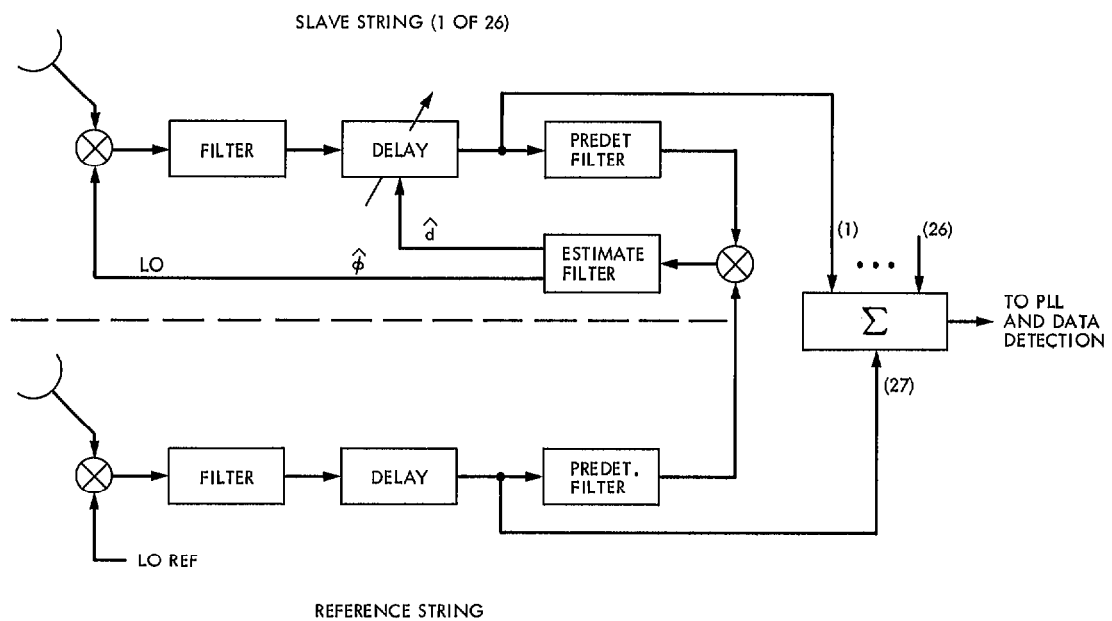 SLAVE STRING (1 OF 26)
FILTER
DELAY
PREDET
FILTER
d̂
ESTIMATE
FILTER
LO
φ̂
(1)
(26)
• • •
Σ
TO PLL
AND DATA
DETECTION
(27)
FILTER
DELAY
PREDET.
FILTER
LO REF
REFERENCE STRING